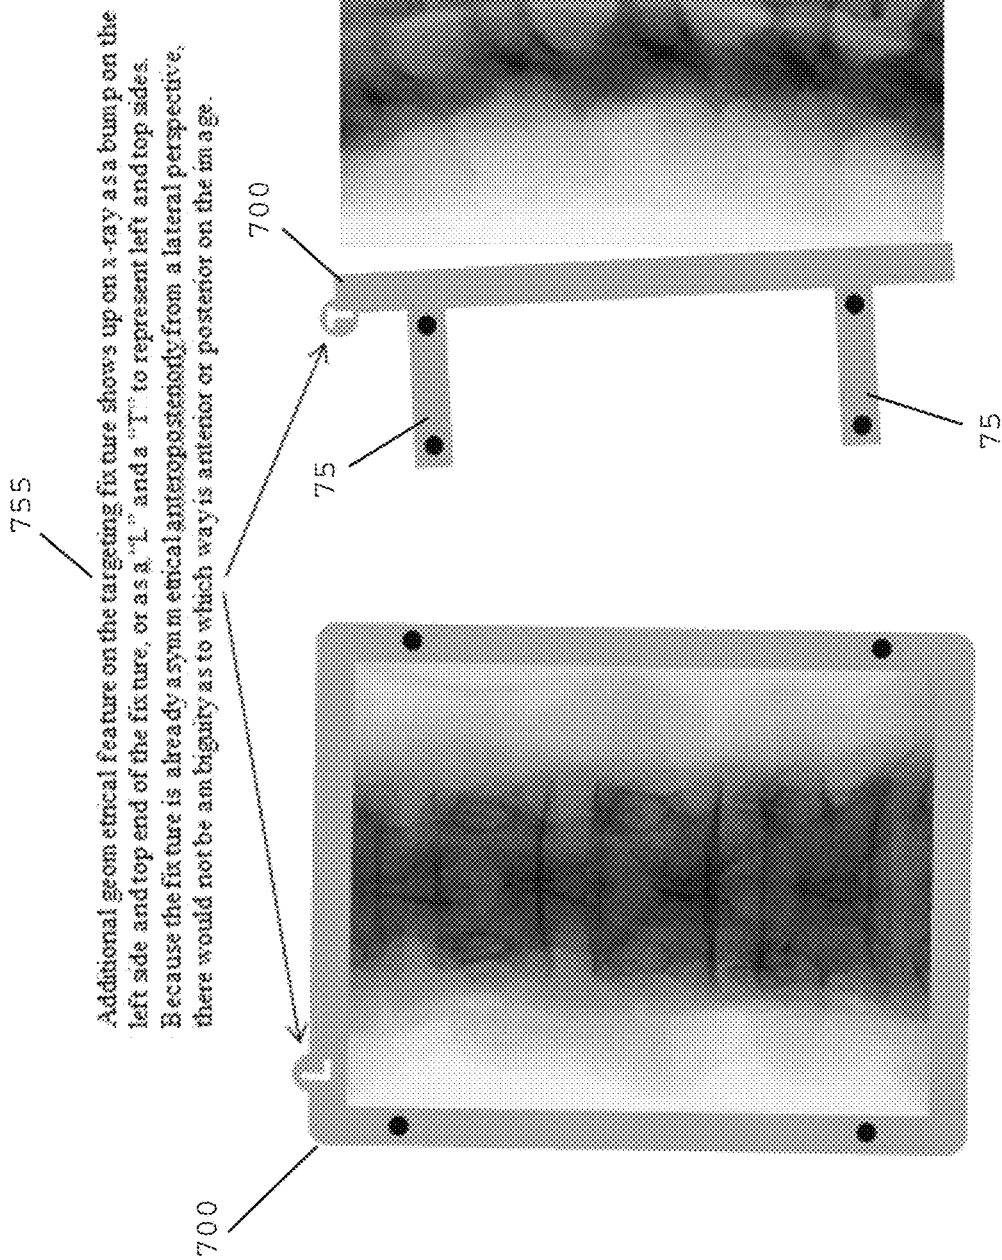 755
Additional geometrical feature on the targeting fixture shows up on x-ray as a bump on the
left side and top end of the fixture, or as a "L" and a "T" to represent left and top sides.
Because the fixture is already asymmetrical anteroposteriorly from a lateral perspective,
there would not be ambiguity as to which way is anterior or posterior on the image.
700
700
L
T
75
75